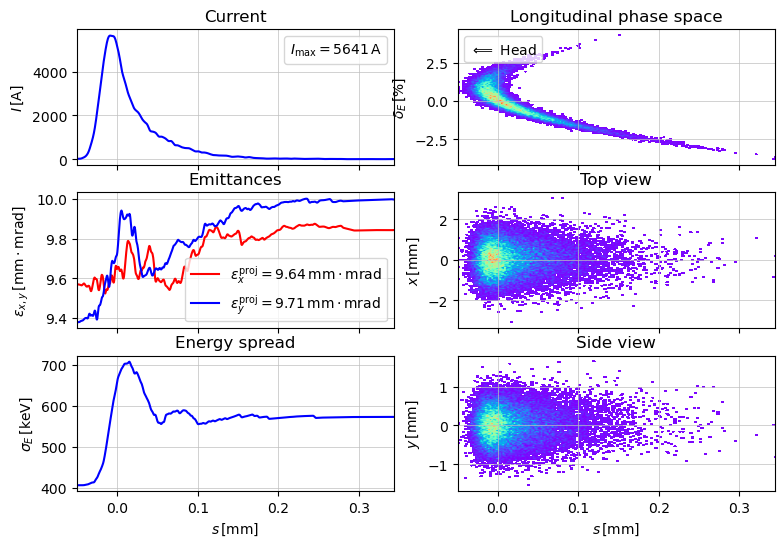 Current
Longitudinal phase space
I [A]
4000
2000
0
I_max = 5641 A
δ_E [%]
2.5
0.0
−2.5
⟸ Head
Emittances
Top view
ε_x,y [mm · mrad]
10.0
9.8
9.6
9.4
ε_x^proj = 9.64 mm · mrad
ε_y^proj = 9.71 mm · mrad
x [mm]
2
0
−2
Energy spread
Side view
σ_E [keV]
700
600
500
400
0.0 0.1 0.2 0.3
s [mm]
y [mm]
1
0
−1
0.0 0.1 0.2 0.3
s [mm]